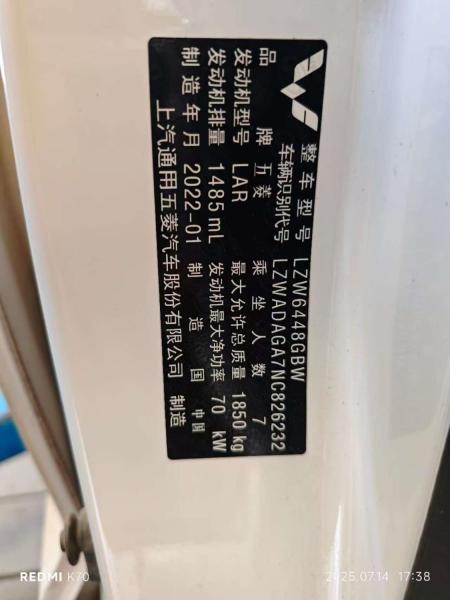 整车型号 LZW6448GBW
车辆识别代号 LZWADAGA7NC826232
品牌 五菱 乘坐人数 7
发动机型号 LAR 最大允许总质量 1850 kg
发动机排量 1485 mL 发动机最大净功率 70 kW
制造年月 2022-01 制造国 中国
上汽通用五菱汽车股份有限公司 制造
REDMI K70
2025.07.14 17:38